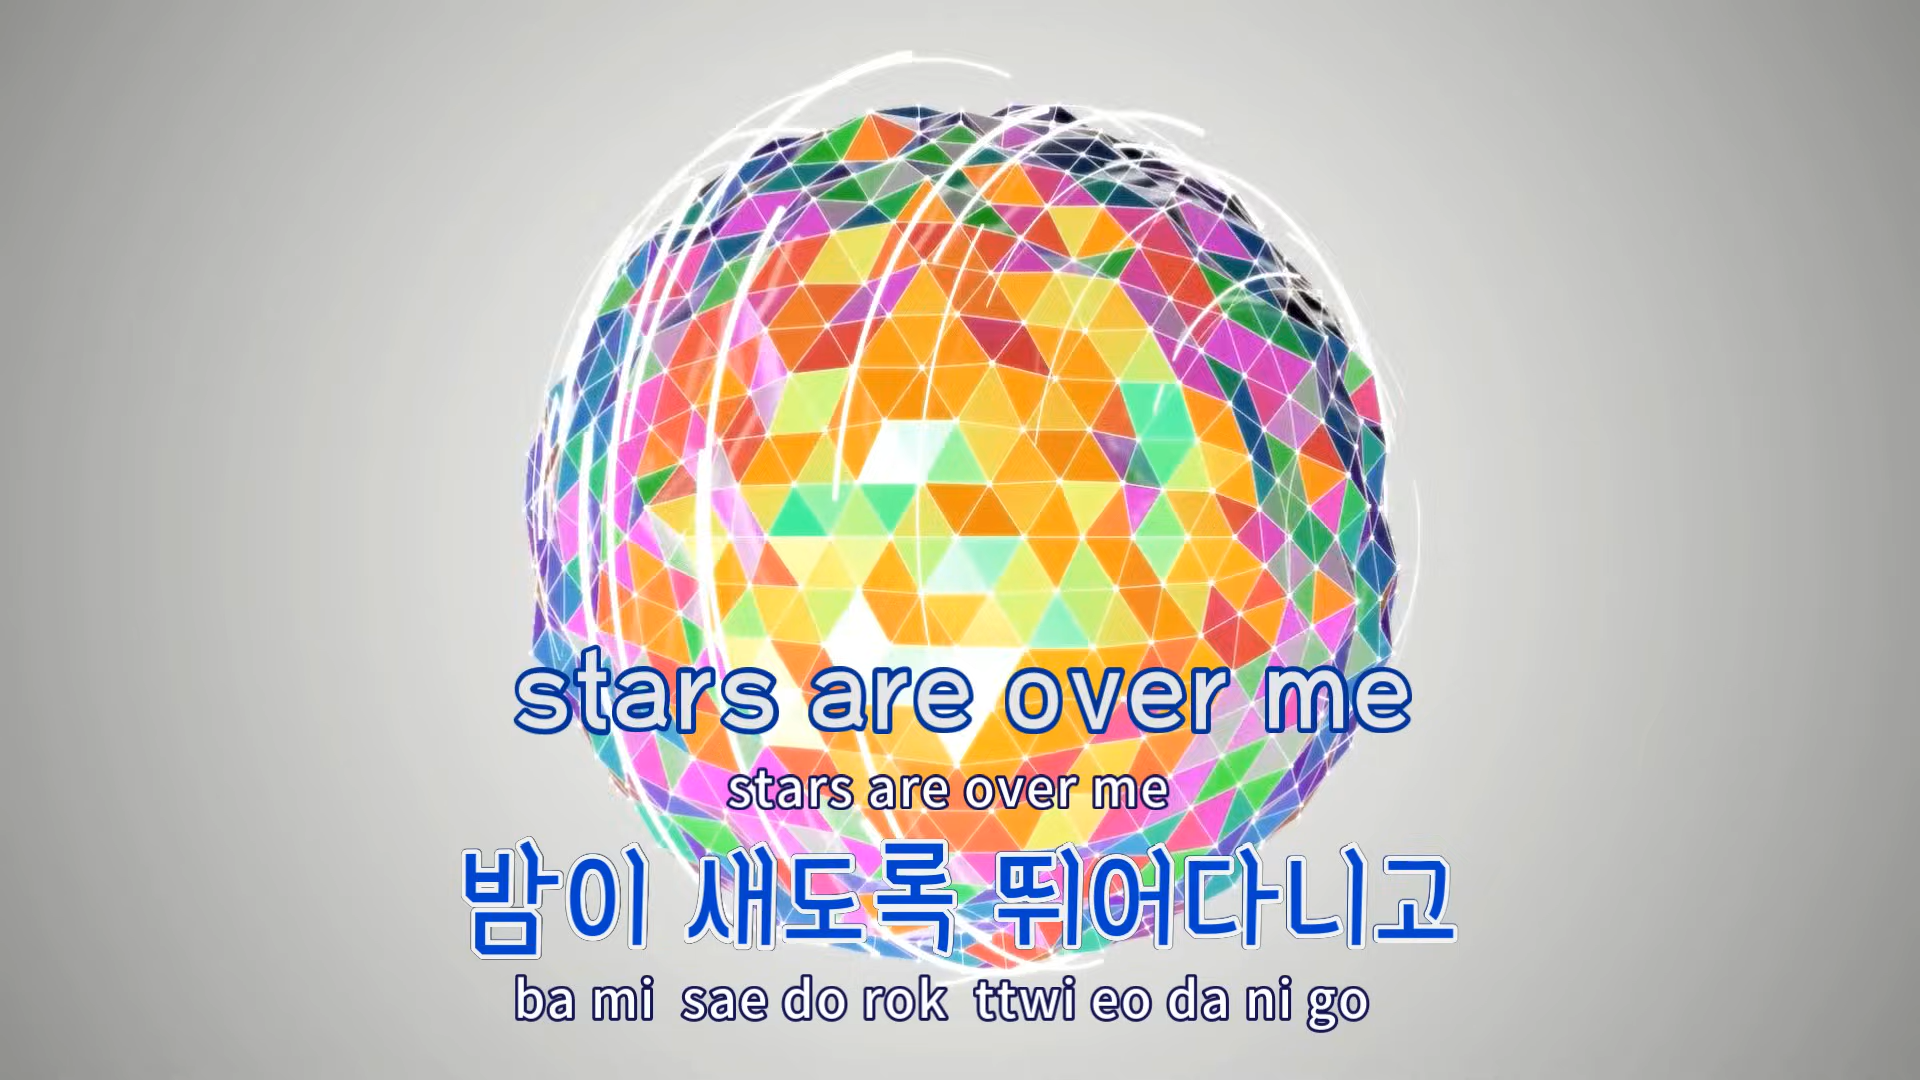 stars are over me
stars are over me
밤이 새도록 뛰어다니고
ba mi sae do rok ttwi eo da ni go